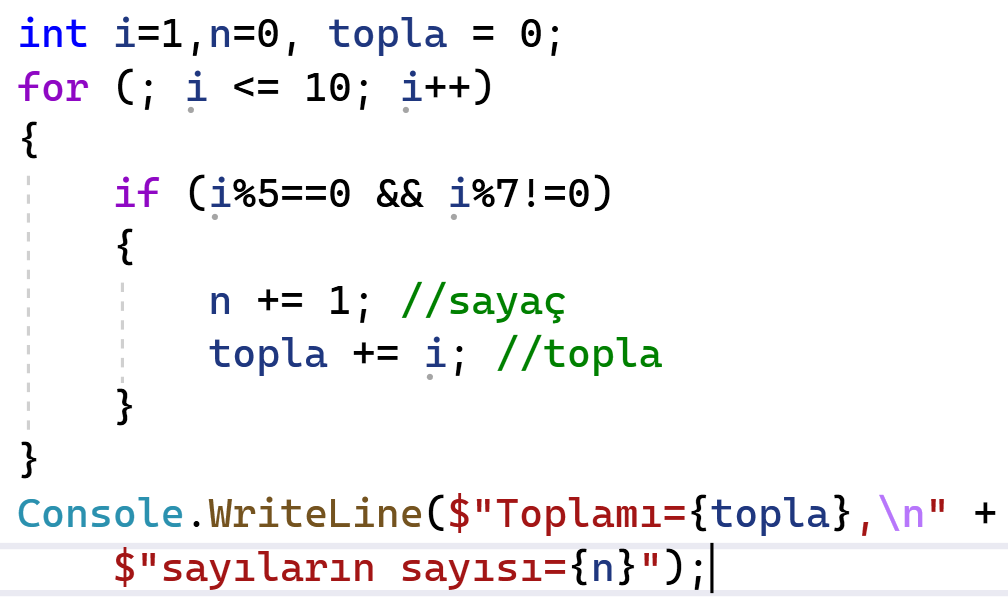 int i=1,n=0, topla = 0;
for (; i <= 10; i++)
{
    if (i%5==0 && i%7!=0)
    {
        n += 1; //sayaç
        topla += i; //topla
    }
}
Console.WriteLine($"Toplamı={topla},\n" +
    $"sayıların sayısı={n}");